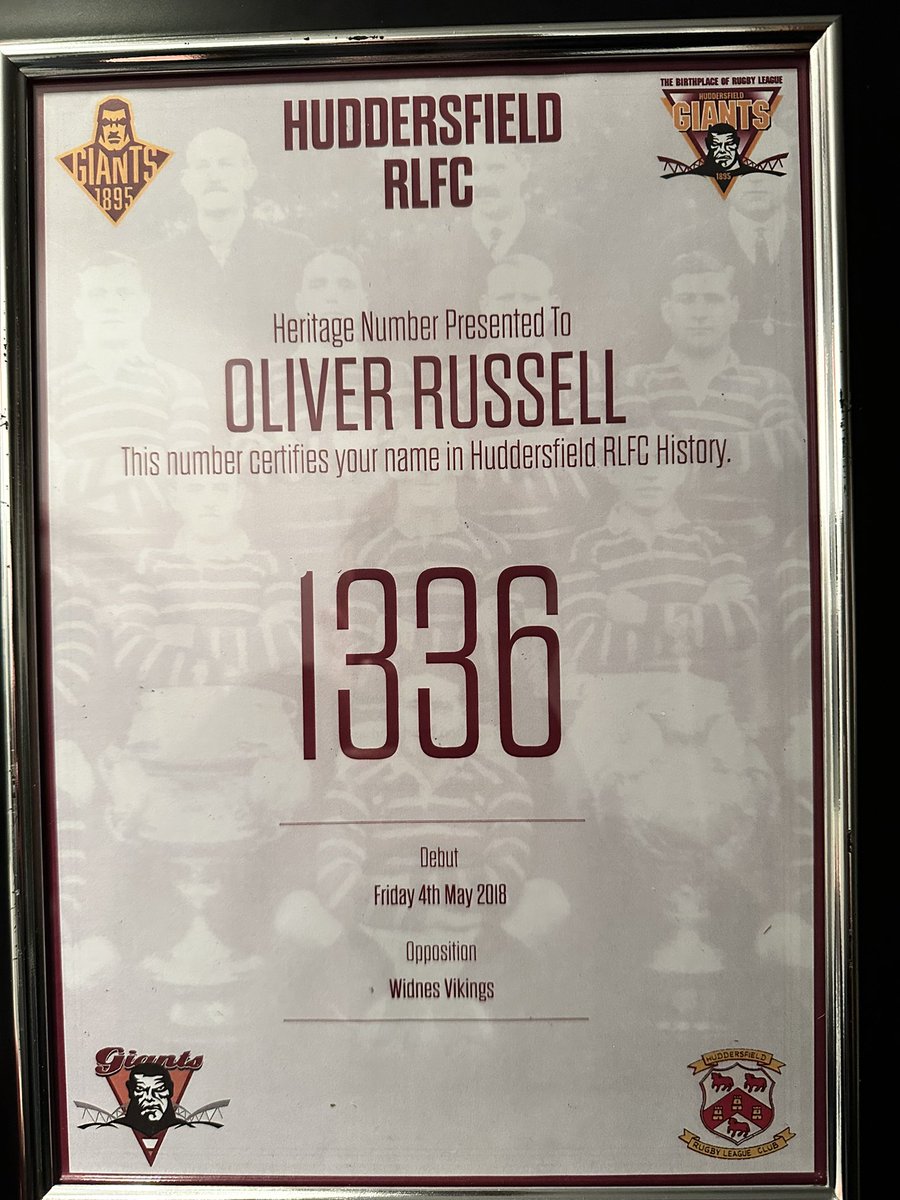 THE BIRTHPLACE OF RUGBY LEAGUE
HUDDERSFIELD
GIANTS
1895
GIANTS
1895
HUDDERSFIELD
RLFC
Heritage Number Presented To
OLIVER RUSSELL
This number certifies your name in Huddersfield RLFC History.
1336
Debut
Friday 4th May 2018
Opposition
Widnes Vikings
Giants
HUDDERSFIELD
RUGBY LEAGUE CLUB